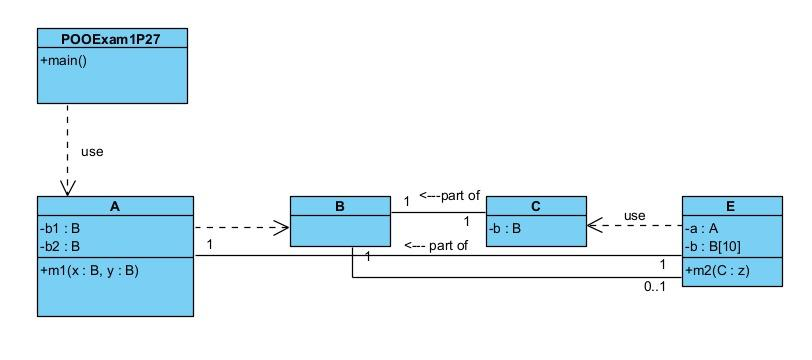 POOExam1P27
+main()
use
A
-b1 : B
-b2 : B
+m1(x : B, y : B)
B
1
<---part of
1
C
-b : B
use
E
-a : A
-b : B[10]
+m2(C : z)
1
<--- part of
1
1
0..1